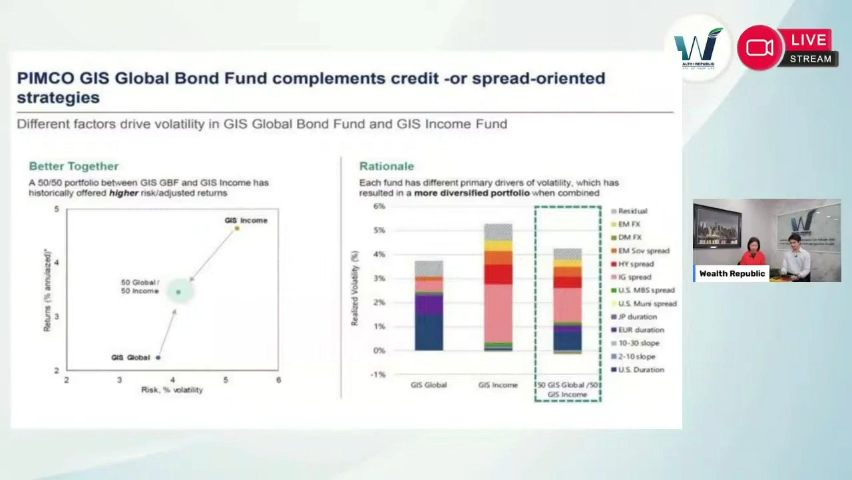 PIMCO GIS Global Bond Fund complements credit -or spread-oriented
strategies
Different factors drive volatility in GIS Global Bond Fund and GIS Income Fund
Better Together
A 50/50 portfolio between GIS GBF and GIS Income has
historically offered higher risk/adjusted returns
5
4
3
2
Returns (% annualized)*
GIS Income
50 Global /
50 Income
GIS Global
2
3
4
5
6
Risk, % volatility
Rationale
Each fund has different primary drivers of volatility, which has
resulted in a more diversified portfolio when combined
6%
5%
4%
3%
2%
1%
0%
-1%
Realized Volatility (%)
GIS Global
GIS Income
50 GIS Global /50
GIS Income
Residual
EM FX
DM FX
EM Sov spread
HY spread
IG spread
U.S. MBS spread
U.S. Muni spread
JP duration
EUR duration
10-30 slope
2-10 slope
U.S. Duration
LIVE
STREAM
Wealth Republic